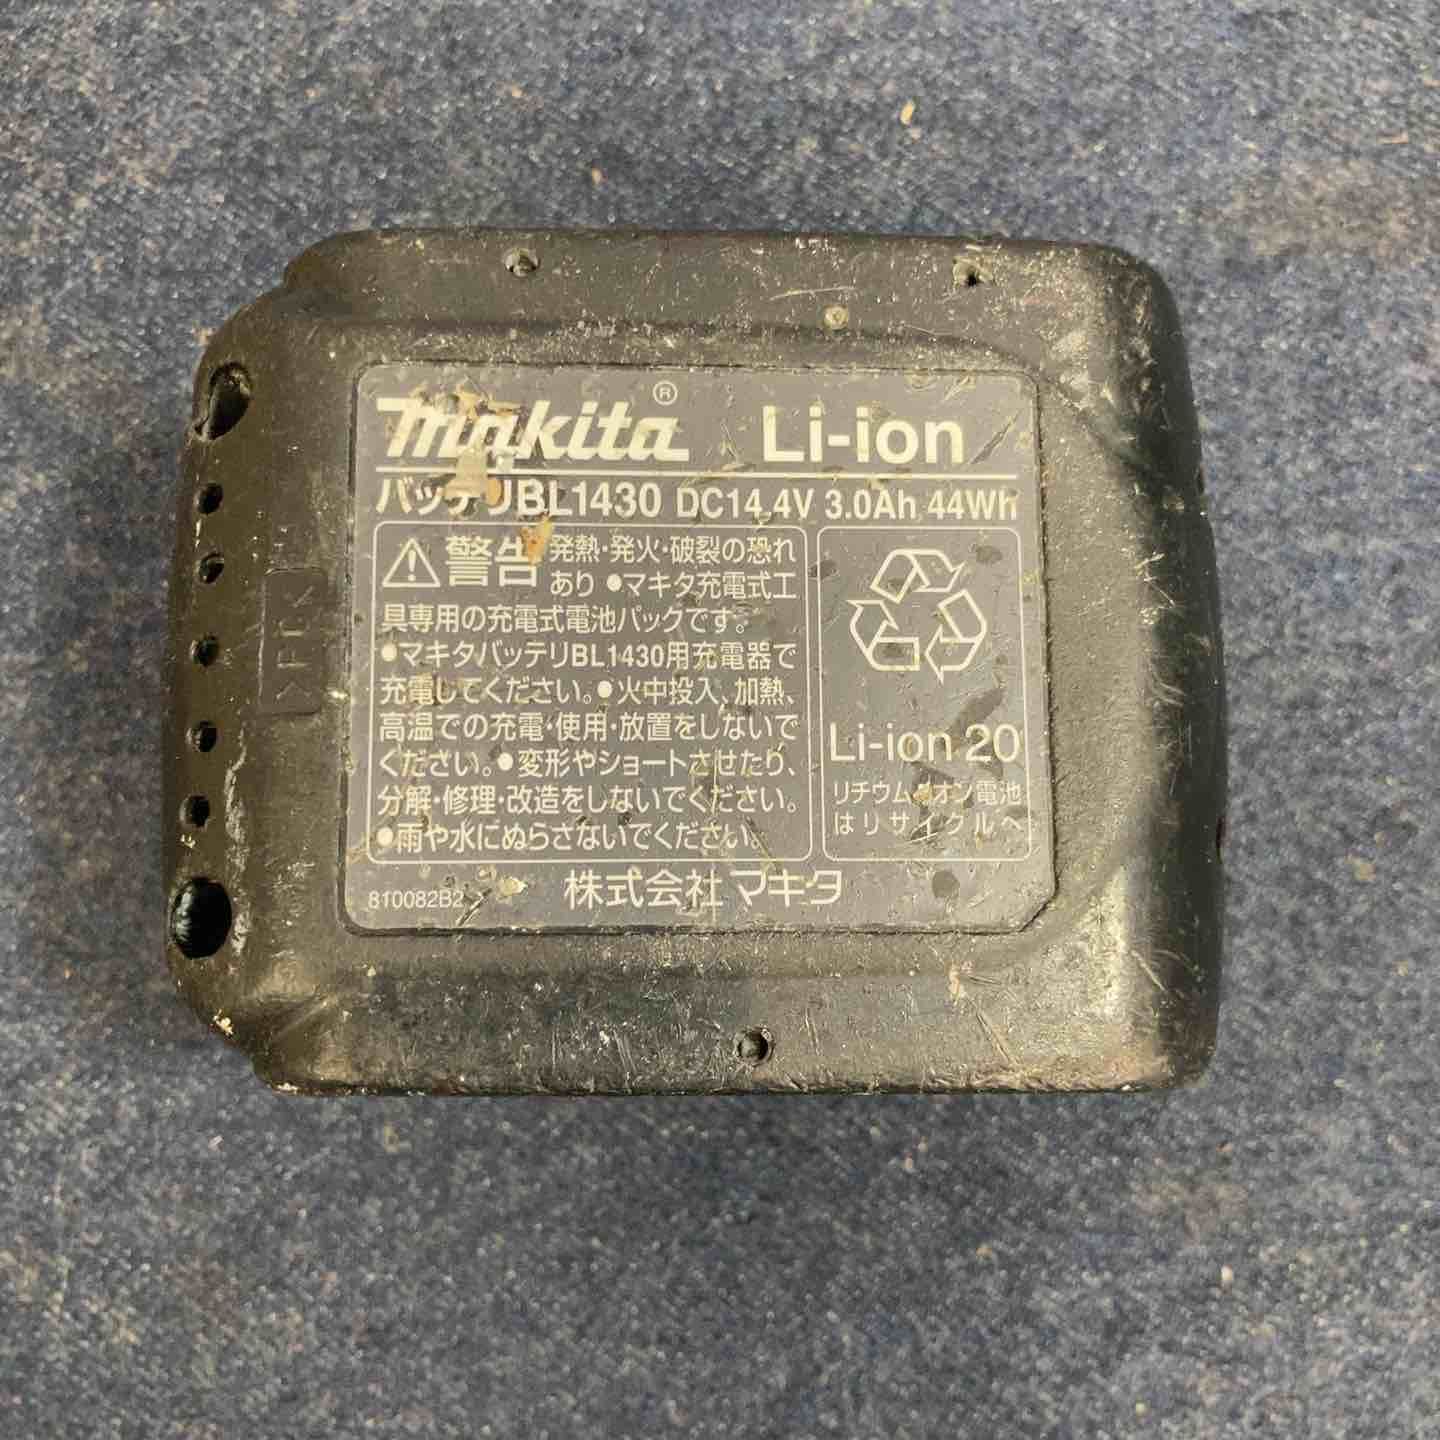 makita® Li-ion
バッテリBL1430 DC14.4V 3.0Ah 44Wh
警告 発熱・発火・破裂の恐れ
あり ●マキタ充電式工
具専用の充電式電池パックです。
●マキタバッテリBL1430用充電器で
充電してください。●火中投入、加熱、
高温での充電・使用・放置をしないで
ください。●変形やショートさせたり、
分解・修理・改造をしないでください。
●雨や水にぬらさないでください。
Li-ion 20
リチウムイオン電池
はリサイクルへ
810082B2 株式会社マキタ